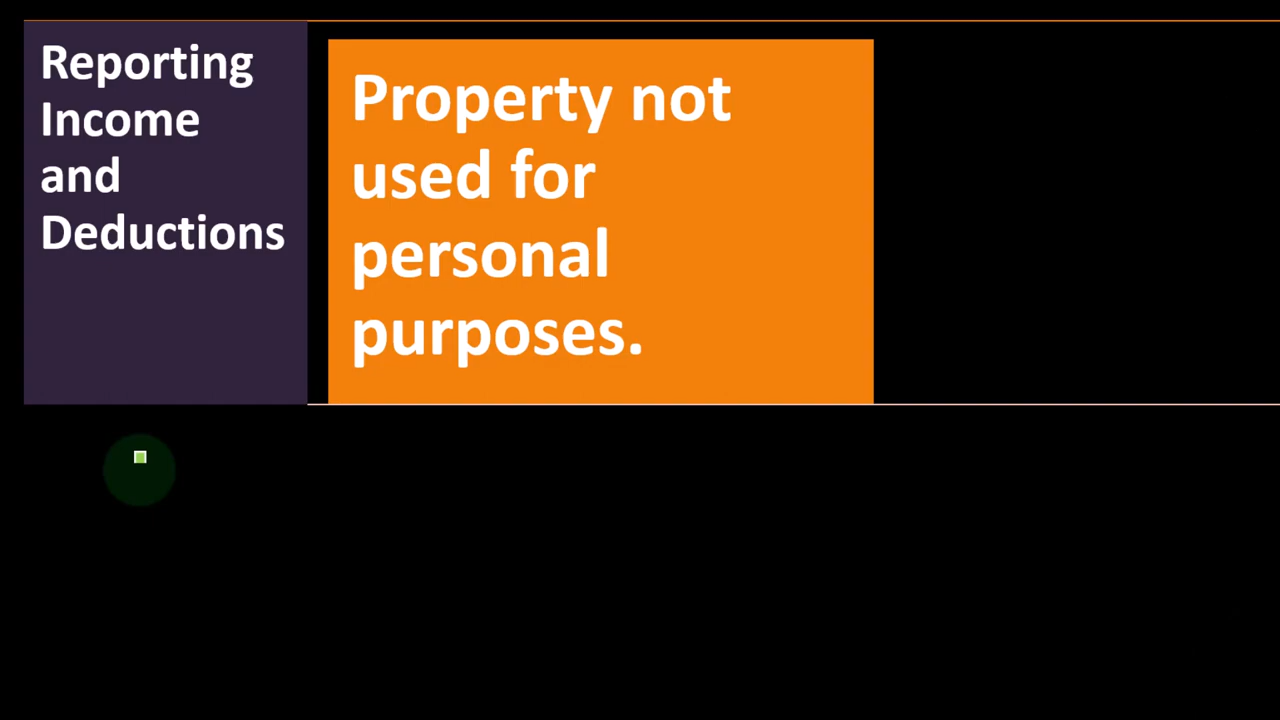 Reporting
Income
and
Deductions
Property not
used for
personal
purposes.